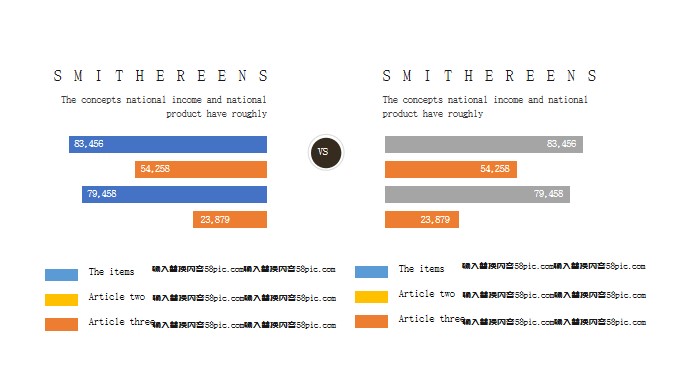 SMITHEREENS
The concepts national income and national
product have roughly
83,456
54,258
79,458
23,879
VS
SMITHEREENS
The concepts national income and national
product have roughly
83,456
54,258
79,458
23,879
The items 输入替换内容58pic.com输入替换内容58pic.com
Article two 输入替换内容58pic.com输入替换内容58pic.com
Article three 输入替换内容58pic.com输入替换内容58pic.com
The items 输入替换内容58pic.com输入替换内容58pic.com
Article two 输入替换内容58pic.com输入替换内容58pic.com
Article three 输入替换内容58pic.com输入替换内容58pic.com